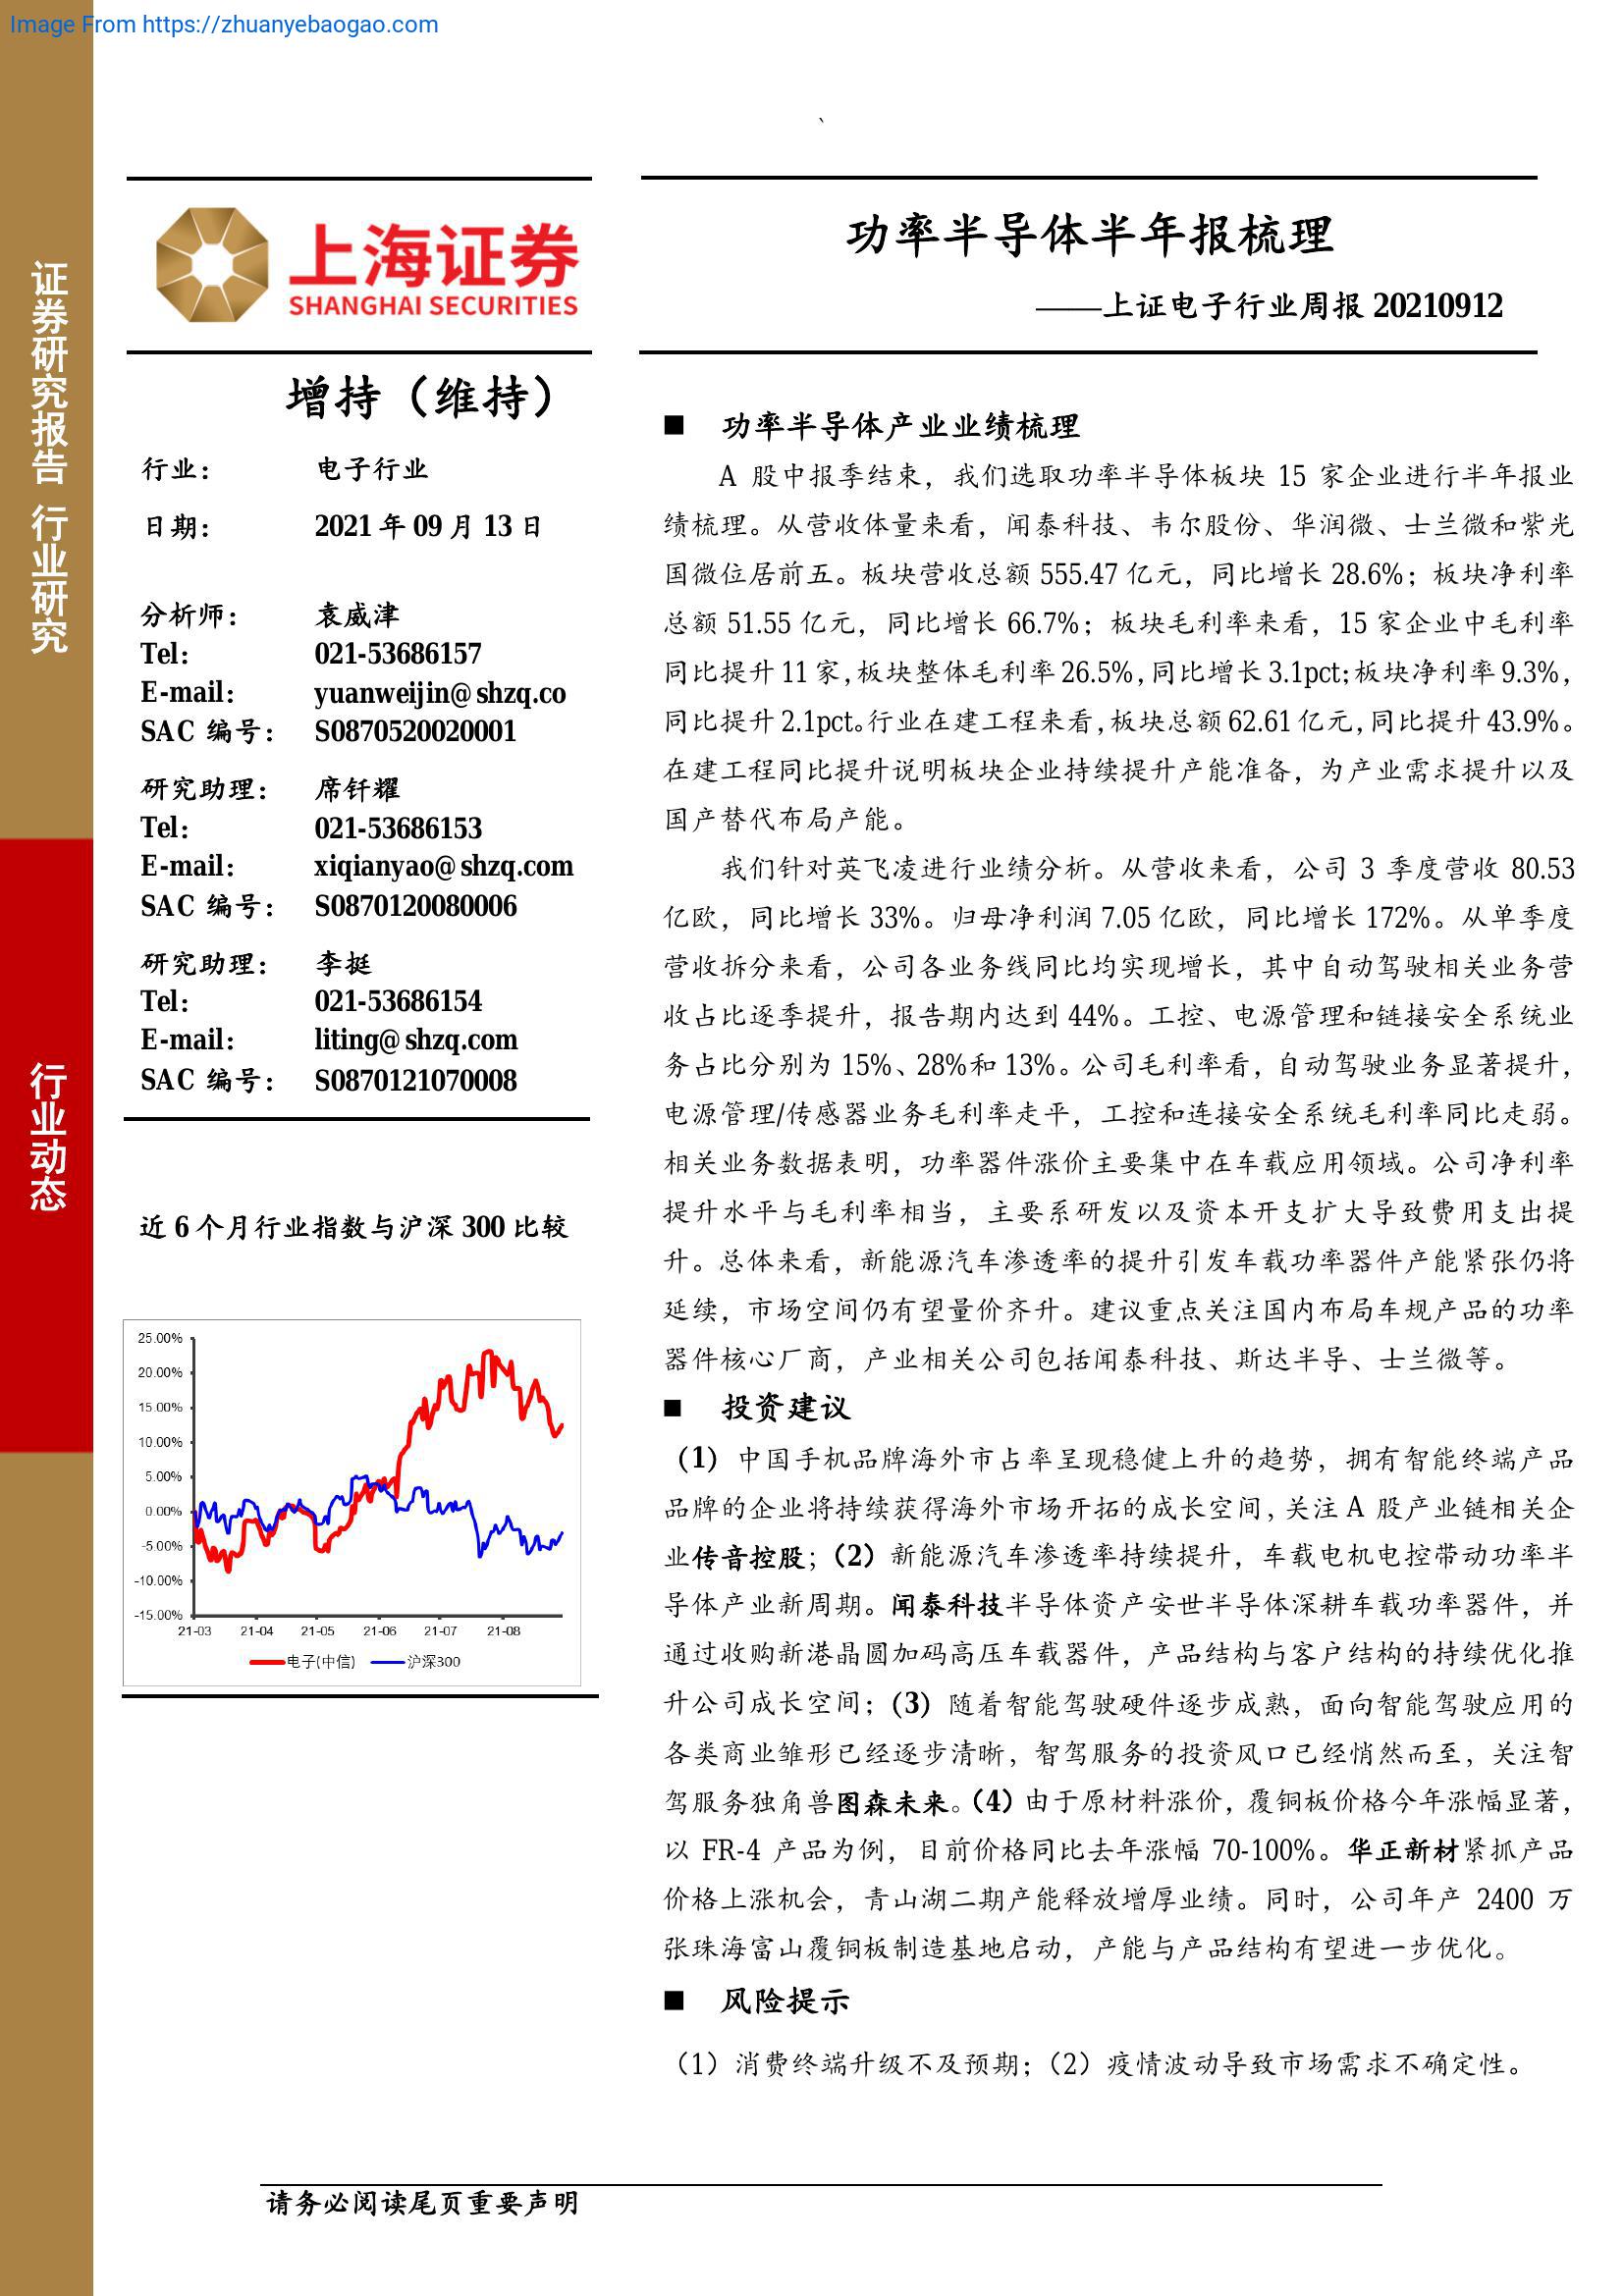 Image From https://zhuanyebaogao.com
、
证券研究报告 行业研究
行业动态
上海证券
SHANGHAI SECURITIES
增持（维持）
行业： 电子行业
日期： 2021 年 09 月 13 日
分析师： 袁威津
Tel： 021-53686157
E-mail： yuanweijin@shzq.co
SAC 编号： S0870520020001
研究助理： 席钎耀
Tel： 021-53686153
E-mail： xiqianyao@shzq.com
SAC 编号： S0870120080006
研究助理： 李挺
Tel： 021-53686154
E-mail： liting@shzq.com
SAC 编号： S0870121070008
近 6 个月行业指数与沪深 300 比较
25.00%
20.00%
15.00%
10.00%
5.00%
0.00%
-5.00%
-10.00%
-15.00%
21-03 21-04 21-05 21-06 21-07 21-08
电子(中信) 沪深300
功率半导体半年报梳理
——上证电子行业周报 20210912
■ 功率半导体产业业绩梳理
A 股中报季结束，我们选取功率半导体板块 15 家企业进行半年报业
绩梳理。从营收体量来看，闻泰科技、韦尔股份、华润微、士兰微和紫光
国微位居前五。板块营收总额 555.47 亿元，同比增长 28.6%；板块净利率
总额 51.55 亿元，同比增长 66.7%；板块毛利率来看，15 家企业中毛利率
同比提升 11 家，板块整体毛利率 26.5%，同比增长 3.1pct；板块净利率 9.3%，
同比提升 2.1pct。行业在建工程来看，板块总额 62.61 亿元，同比提升 43.9%。
在建工程同比提升说明板块企业持续提升产能准备，为产业需求提升以及
国产替代布局产能。
我们针对英飞凌进行业绩分析。从营收来看，公司 3 季度营收 80.53
亿欧，同比增长 33%。归母净利润 7.05 亿欧，同比增长 172%。从单季度
营收拆分来看，公司各业务线同比均实现增长，其中自动驾驶相关业务营
收占比逐季提升，报告期内达到 44%。工控、电源管理和链接安全系统业
务占比分别为 15%、28%和 13%。公司毛利率看，自动驾驶业务显著提升，
电源管理/传感器业务毛利率走平，工控和连接安全系统毛利率同比走弱。
相关业务数据表明，功率器件涨价主要集中在车载应用领域。公司净利率
提升水平与毛利率相当，主要系研发以及资本开支扩大导致费用支出提
升。总体来看，新能源汽车渗透率的提升引发车载功率器件产能紧张仍将
延续，市场空间仍有望量价齐升。建议重点关注国内布局车规产品的功率
器件核心厂商，产业相关公司包括闻泰科技、斯达半导、士兰微等。
■ 投资建议
（1）中国手机品牌海外市占率呈现稳健上升的趋势，拥有智能终端产品
品牌的企业将持续获得海外市场开拓的成长空间，关注 A 股产业链相关企
业传音控股；（2）新能源汽车渗透率持续提升，车载电机电控带动功率半
导体产业新周期。闻泰科技半导体资产安世半导体深耕车载功率器件，并
通过收购新港晶圆加码高压车载器件，产品结构与客户结构的持续优化推
升公司成长空间；（3）随着智能驾驶硬件逐步成熟，面向智能驾驶应用的
各类商业雏形已经逐步清晰，智驾服务的投资风口已经悄然而至，关注智
驾服务独角兽图森未来。（4）由于原材料涨价，覆铜板价格今年涨幅显著，
以 FR-4 产品为例，目前价格同比去年涨幅 70-100%。华正新材紧抓产品
价格上涨机会，青山湖二期产能释放增厚业绩。同时，公司年产 2400 万
张珠海富山覆铜板制造基地启动，产能与产品结构有望进一步优化。
■ 风险提示
（1）消费终端升级不及预期；（2）疫情波动导致市场需求不确定性。
请务必阅读尾页重要声明